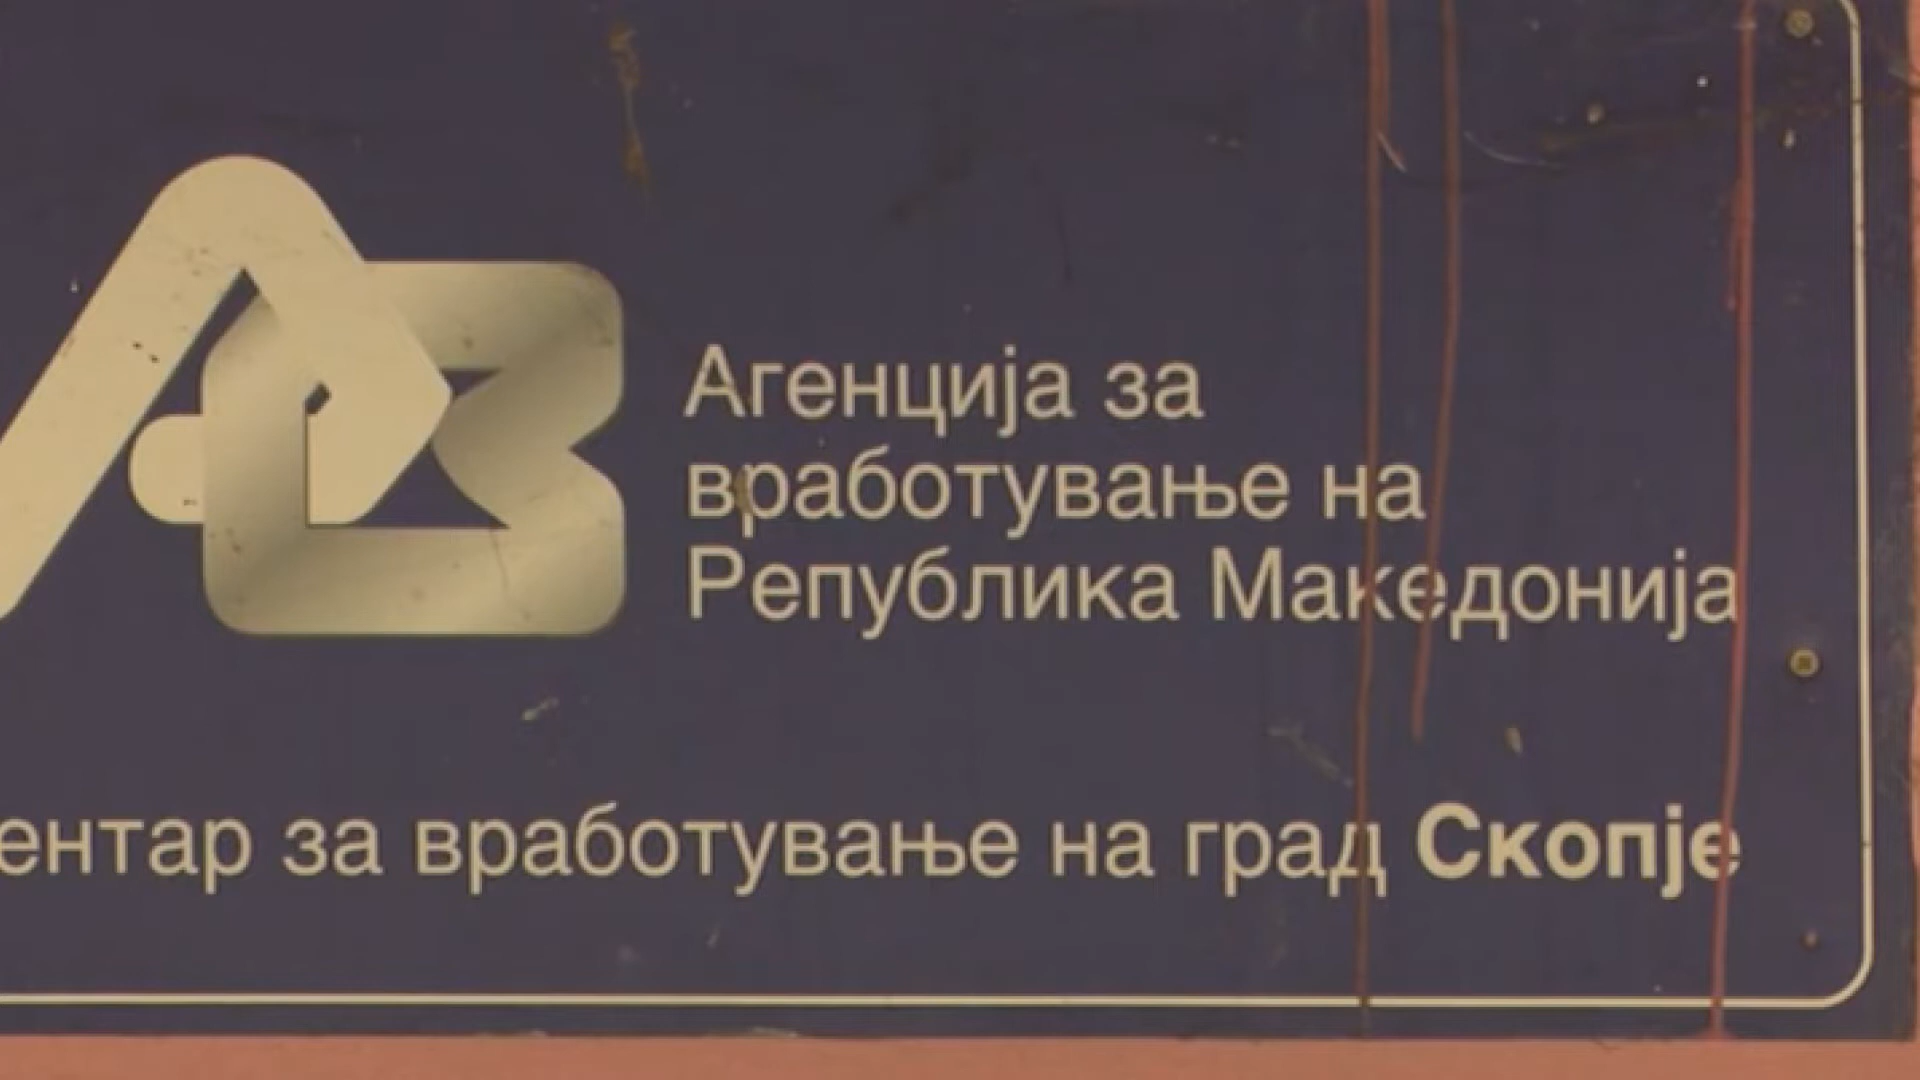 Агенција за
вработување на
Република Македонија
ентар за вработување на град Скопје